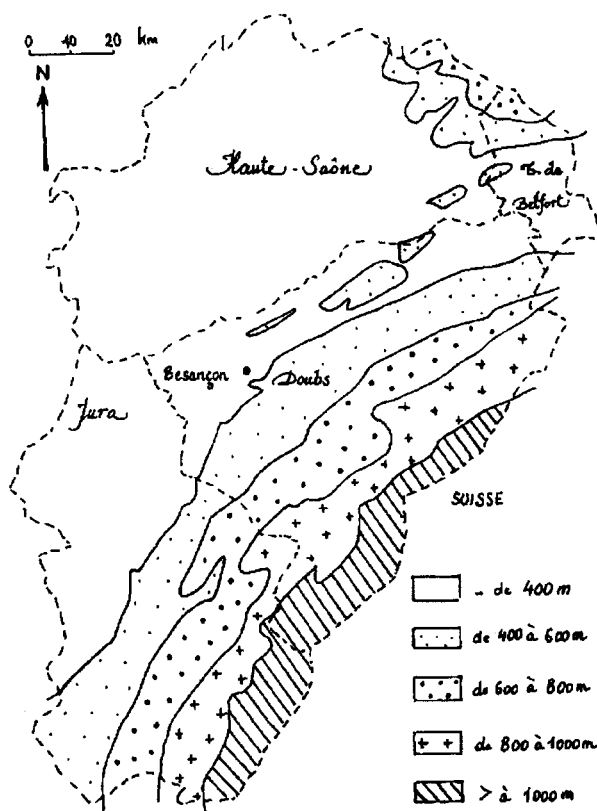 0 10 20 km
N
Haute-Saône
T. de
Belfort
Besançon
Doubs
Jura
SUISSE
- de 400 m
de 400 à 600 m
de 600 à 800 m
de 800 à 1000 m
> à 1000 m